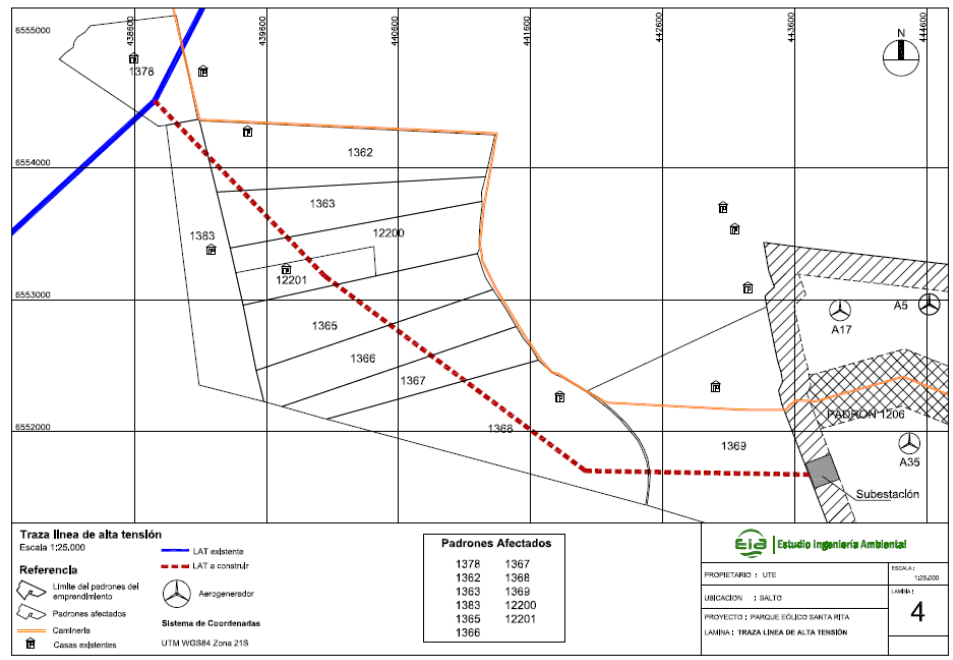 6555000
438600
439600
440600
441600
442600
443600
444600
N
1378
6554000
1362
1363
1383
12200
12201
6553000
A17
A5
1365
1366
1367
PADRON 1206
6552000
1368
1369
A35
Subestación
Traza línea de alta tensión
Escala 1:25.000
Referencia
Límite del padrones del
emprendimiento
Padrones afectados
Camineria
Casas existentes
LAT existente
LAT a construir
Aerogenerador
Sistema de Coordenadas
UTM WGS84 Zona 21S
Padrones Afectados
1378 1367
1362 1368
1363 1369
1383 12200
1365 12201
1366
Eia Estudio Ingeniería Ambiental
PROPIETARIO : UTE
ESCALA:
1:25,000
UBICACION : SALTO
LAMINA:
4
PROYECTO : PARQUE EÓLICO SANTA RITA
LAMINA : TRAZA LÍNEA DE ALTA TENSIÓN